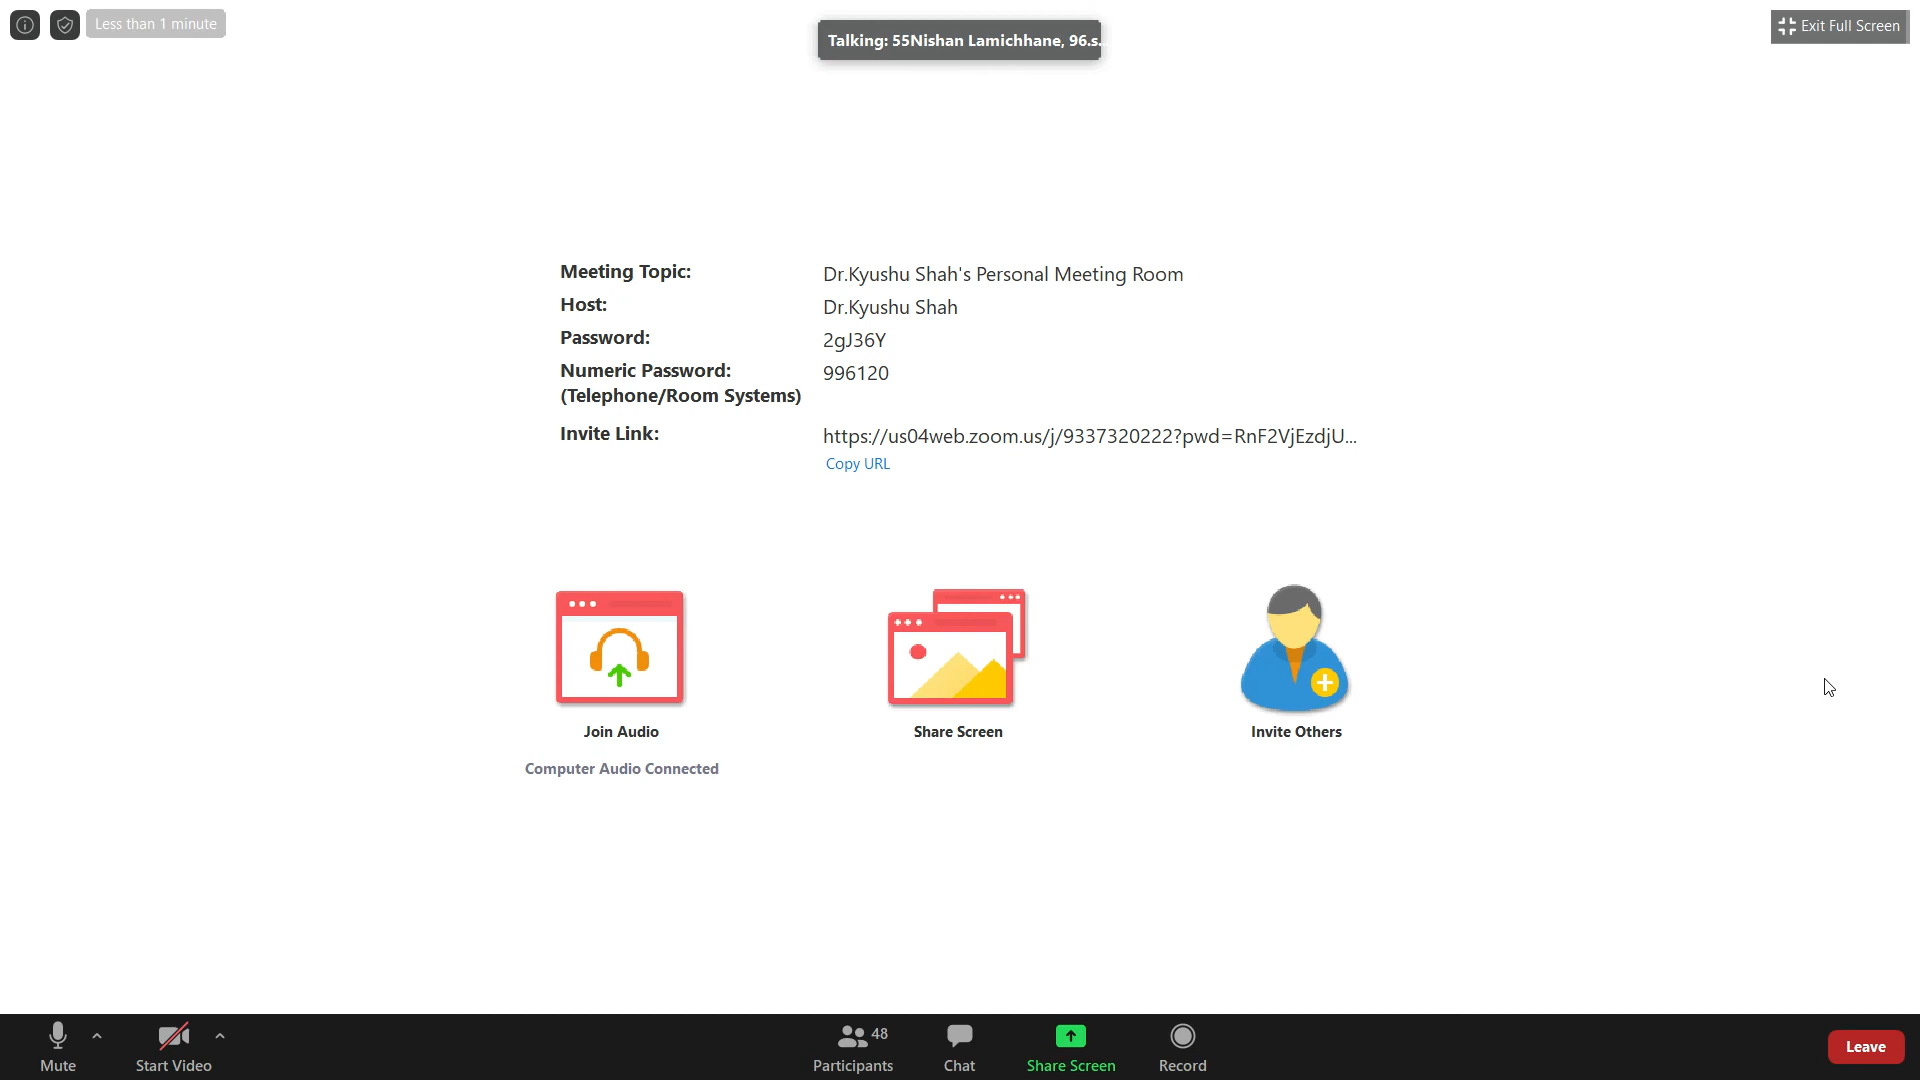 Less than 1 minute
Talking: 55Nishan Lamichhane, 96.s...
Exit Full Screen
Meeting Topic: Dr.Kyushu Shah's Personal Meeting Room
Host: Dr.Kyushu Shah
Password: 2gJ36Y
Numeric Password: 996120
(Telephone/Room Systems)
Invite Link: https://us04web.zoom.us/j/9337320222?pwd=RnF2VjEzdjU...
Copy URL
Join Audio Share Screen Invite Others
Computer Audio Connected
48
Mute Start Video Participants Chat Share Screen Record Leave